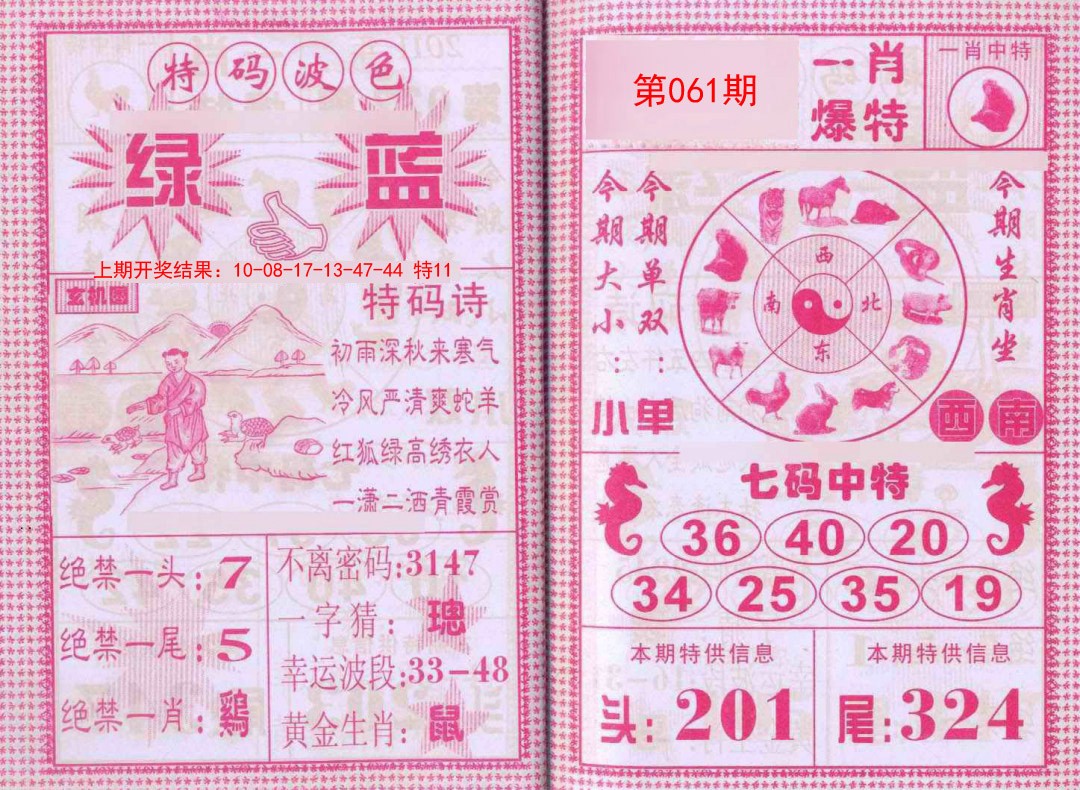 特码波色
绿 蓝
上期开奖结果：10-08-17-13-47-44 特11
玄机图
特码诗
初雨深秋来寒气
冷风严清爽蛇羊
红狐绿高绣衣人
一潇二洒青霞赏
绝禁一头：7
绝禁一尾：5
绝禁一肖：鷄
不离密码:3147
一字猜：璁
幸运波段:33-48
黄金生肖：鼠
第061期
一肖
爆特
一肖中特
今期大小：小
今期单双：单
西
南
北
东
今期生肖坐
西南
七码中特
36 40 20
34 25 35 19
本期特供信息
头：201
本期特供信息
尾：324